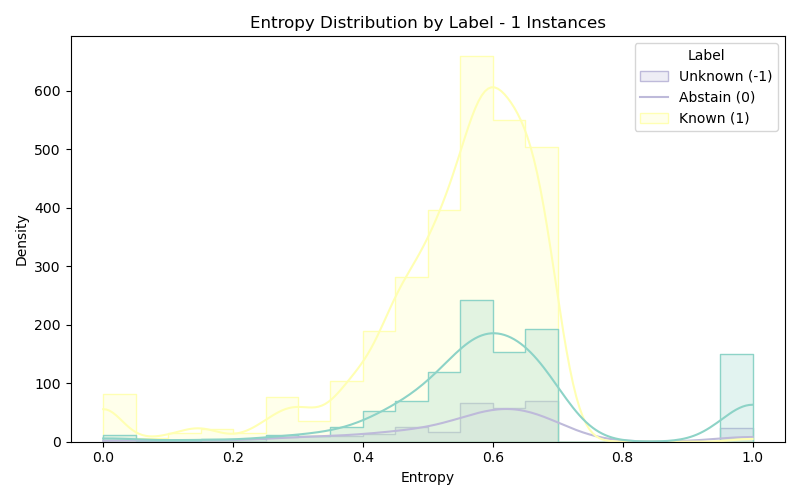 Entropy Distribution by Label - 1 Instances
Label
Unknown (-1)
Abstain (0)
Known (1)
Density
600
500
400
300
200
100
0
0.0 0.2 0.4 0.6 0.8 1.0
Entropy